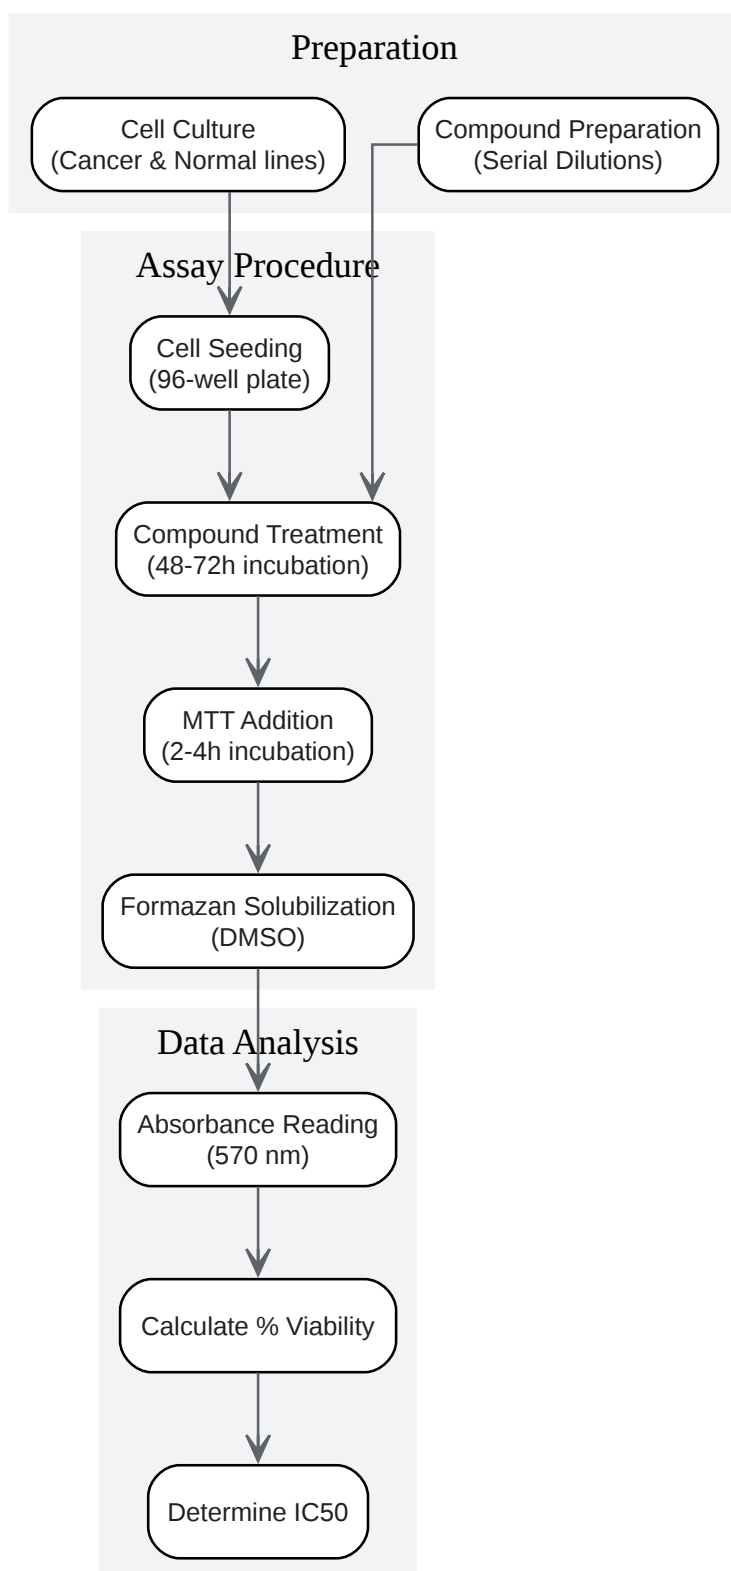 Preparation
Cell Culture
(Cancer & Normal lines)
Compound Preparation
(Serial Dilutions)
Assay Procedure
Cell Seeding
(96-well plate)
Compound Treatment
(48-72h incubation)
MTT Addition
(2-4h incubation)
Formazan Solubilization
(DMSO)
Data Analysis
Absorbance Reading
(570 nm)
Calculate % Viability
Determine IC50